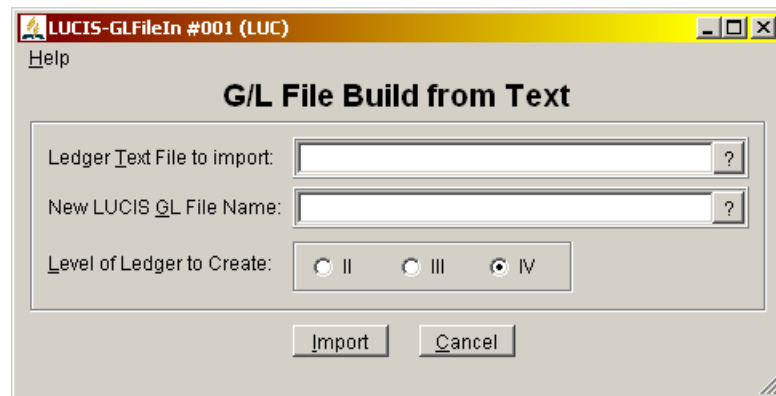 LUCIS-GLFileIn #001 (LUC)
Help
G/L File Build from Text
Ledger Text File to import: ?
New LUCIS GL File Name: ?
Level of Ledger to Create: II III IV
Import Cancel